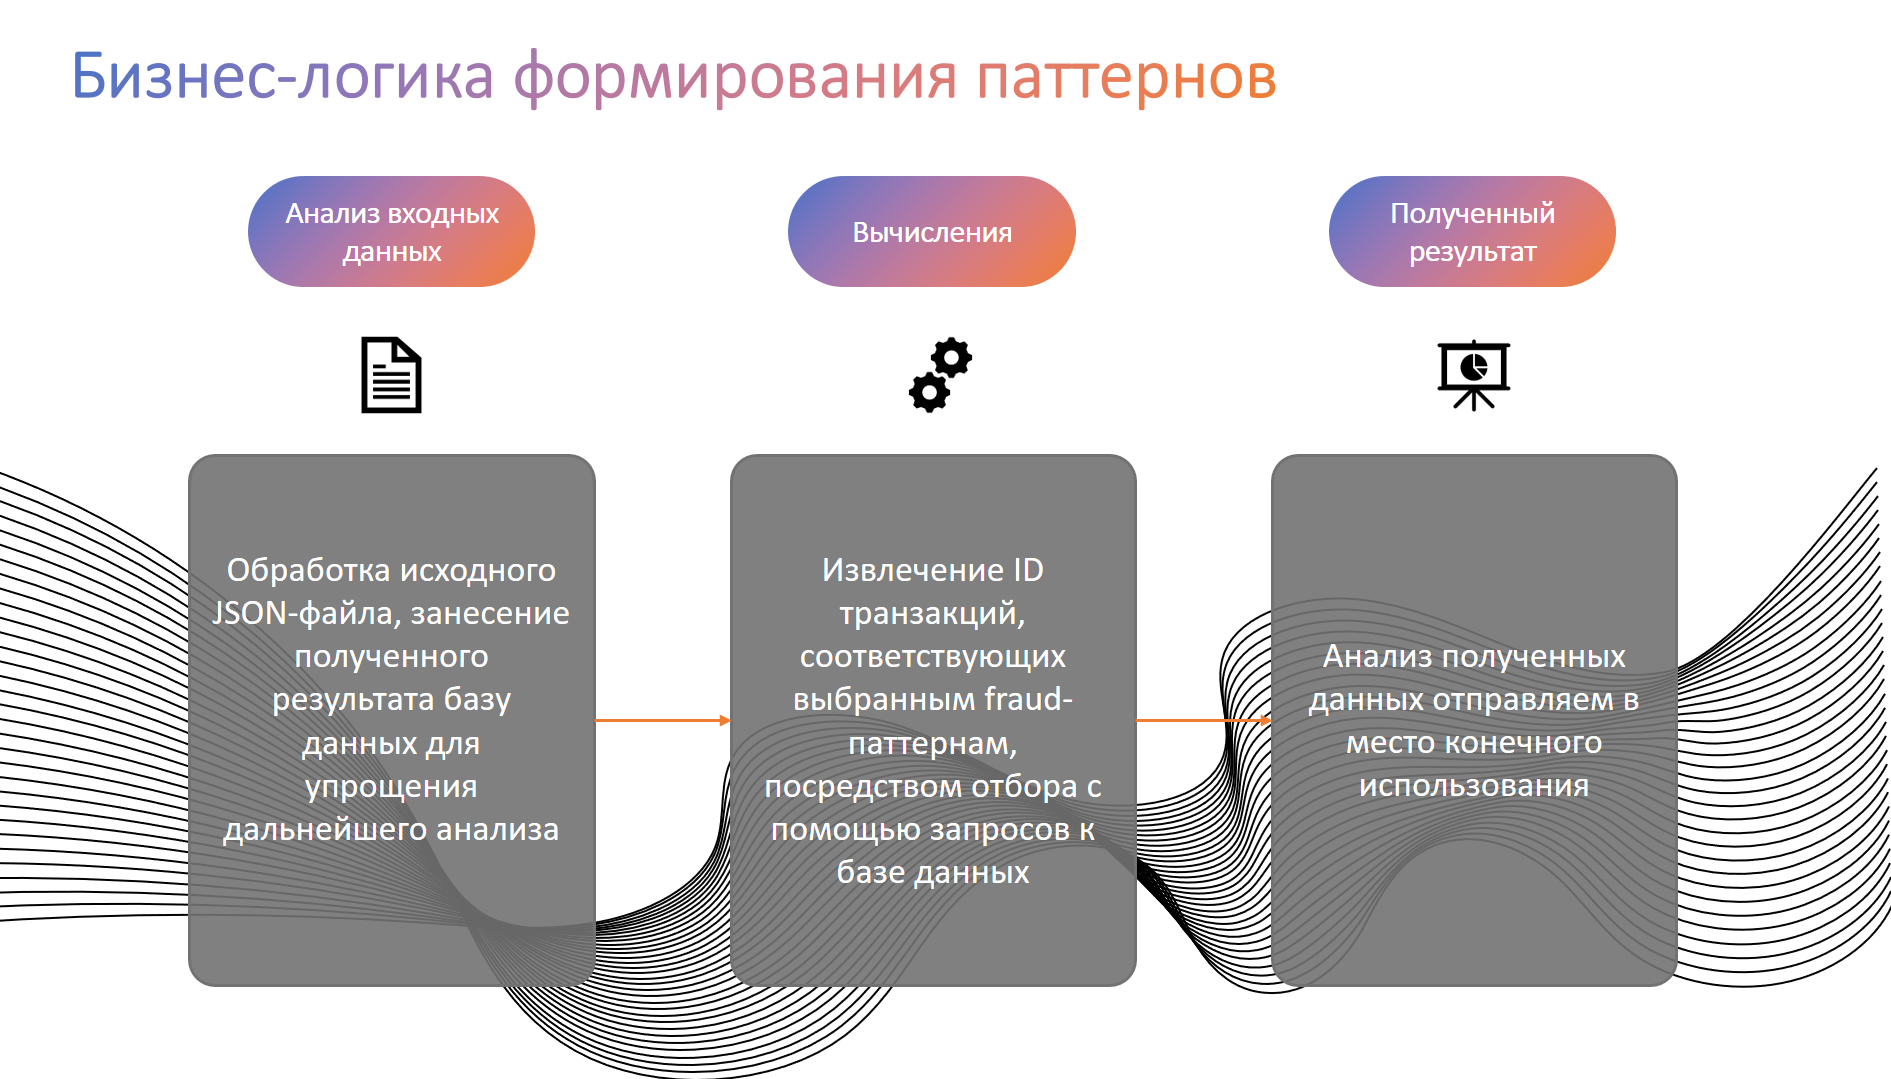 Бизнес-логика формирования паттернов
Анализ входных
данных
Вычисления
Полученный
результат
Обработка исходного
JSON-файла, занесение
полученного
результата базу
данных для
упрощения
дальнейшего анализа
Извлечение ID
транзакций,
соответствующих
выбранным fraud-
паттернам,
посредством отбора с
помощью запросов к
базе данных
Анализ полученных
данных отправляем в
место конечного
использования